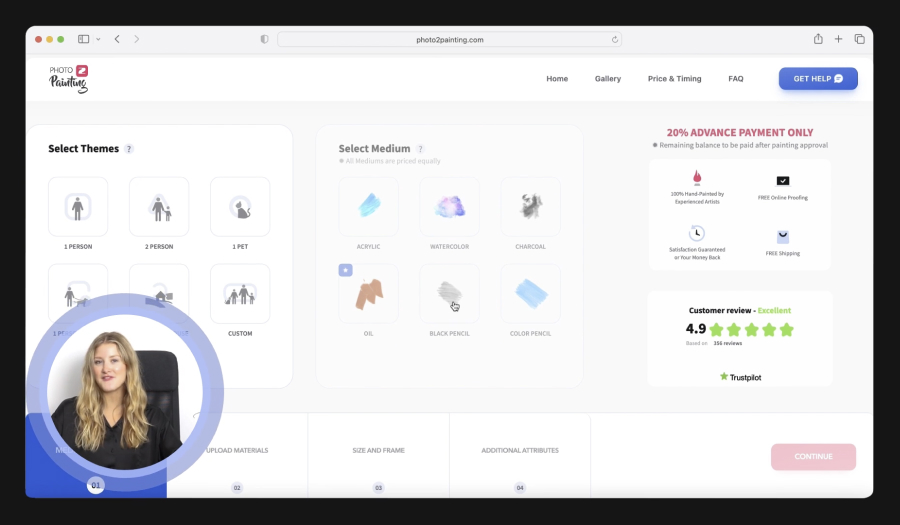 photo2painting.com
PHOTO 2
Painting
Home
Gallery
Price & Timing
FAQ
GET HELP
Select Themes ?
1 PERSON
2 PERSON
1 PET
CUSTOM
Select Medium ?
All Mediums are priced equally
ACRYLIC
WATERCOLOR
CHARCOAL
OIL
BLACK PENCIL
COLOR PENCIL
20% ADVANCE PAYMENT ONLY
Remaining balance to be paid after painting approval
100% Hand-Painted by
Experienced Artists
FREE Online Proofing
Satisfaction Guaranteed
or Your Money Back
FREE Shipping
Customer review - Excellent
4.9
Based on 356 reviews
Trustpilot
01
UPLOAD MATERIALS
02
SIZE AND FRAME
03
ADDITIONAL ATTRIBUTES
04
CONTINUE